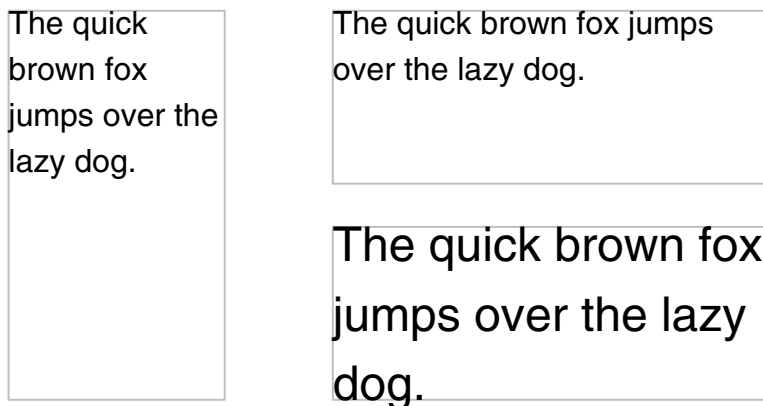 The quick
brown fox
jumps over the
lazy dog.
The quick brown fox jumps
over the lazy dog.
The quick brown fox
jumps over the lazy
dog.